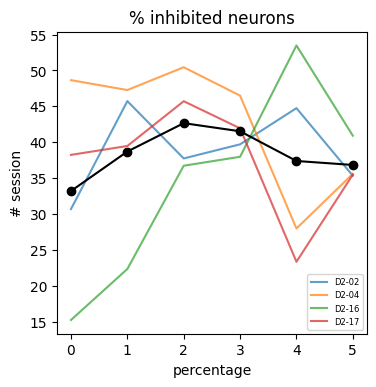 % inhibited neurons
55
50
45
40
35
30
25
20
15
# session
0 1 2 3 4 5
percentage
D2-02
D2-04
D2-16
D2-17